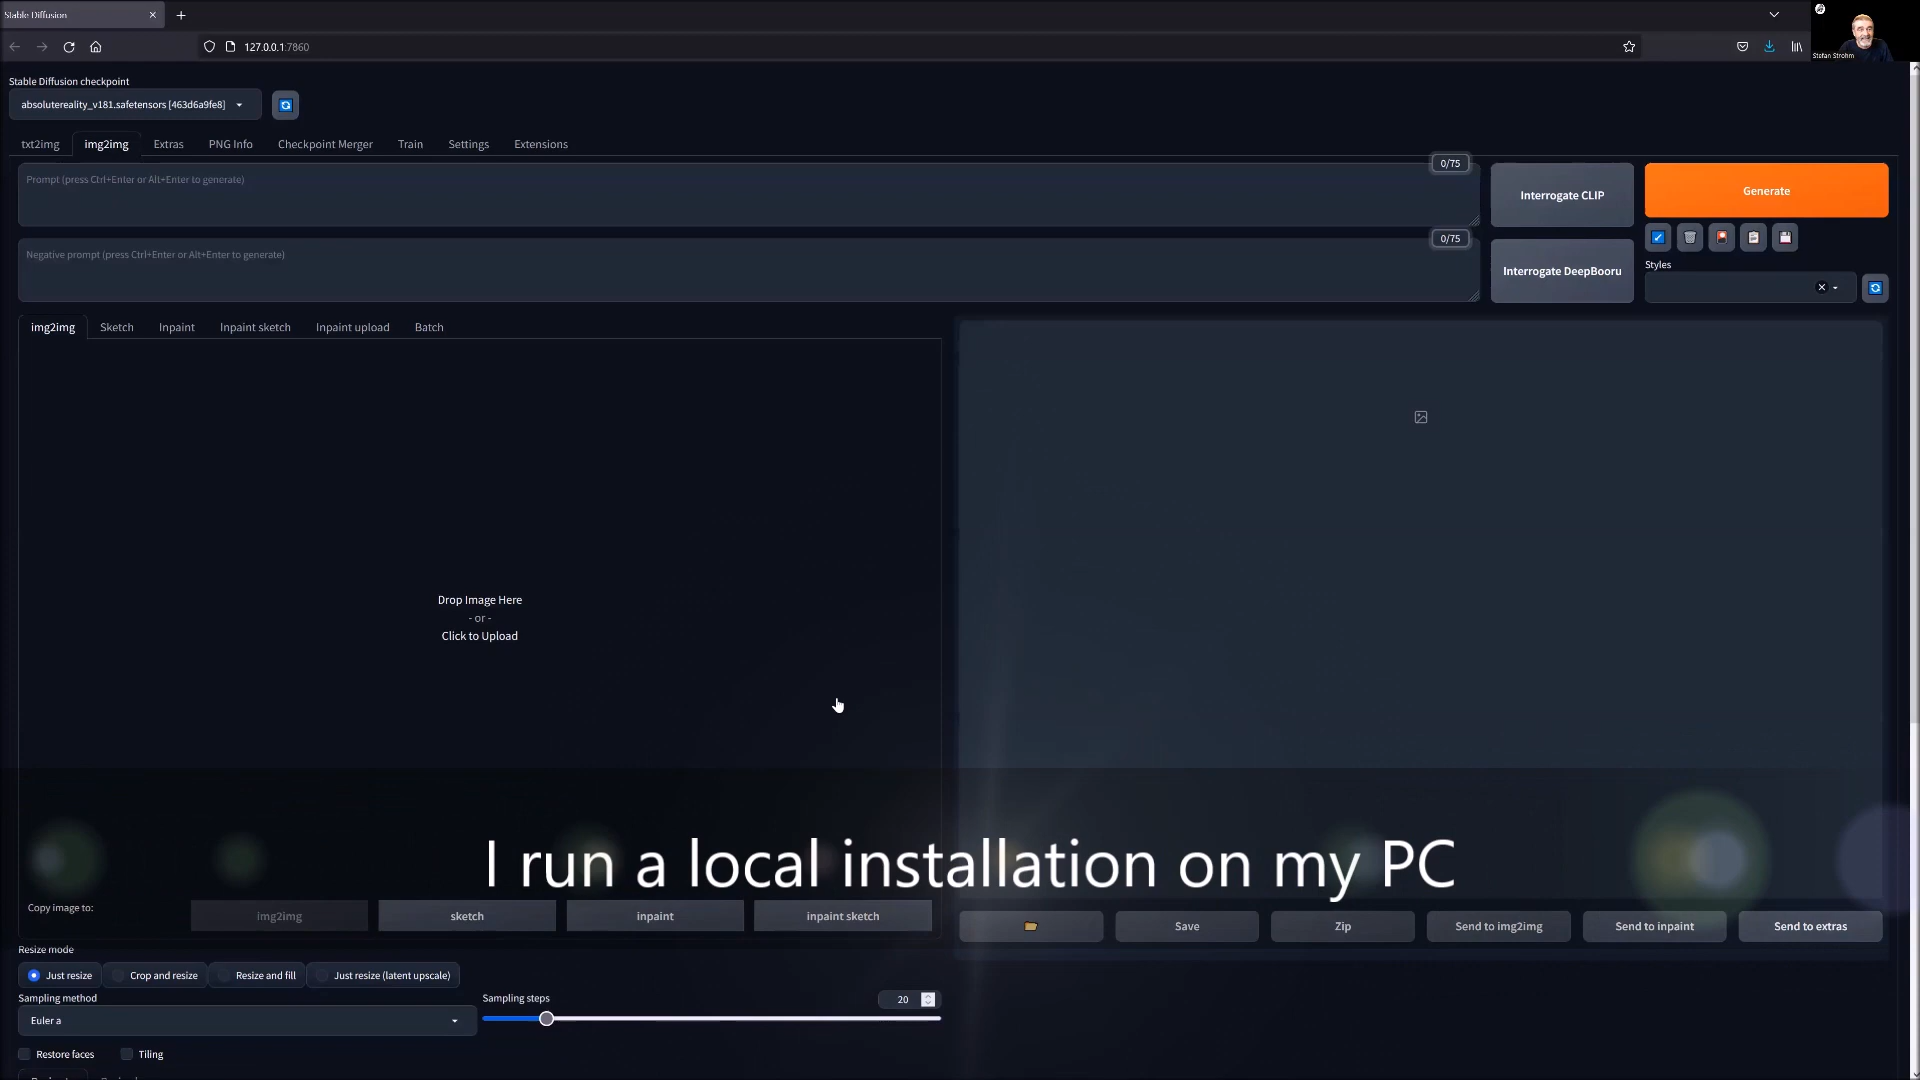 Stable Diffusion
127.0.0.1:7860
Stefan Strohm
Stable Diffusion checkpoint
absolutereality_v181.safetensors [463d6a9fe8]
txt2img
img2img
Extras
PNG Info
Checkpoint Merger
Train
Settings
Extensions
Prompt (press Ctrl+Enter or Alt+Enter to generate)
0/75
Interrogate CLIP
Generate
Negative prompt (press Ctrl+Enter or Alt+Enter to generate)
0/75
Interrogate DeepBooru
Styles
img2img
Sketch
Inpaint
Inpaint sketch
Inpaint upload
Batch
Drop Image Here
- or -
Click to Upload
I run a local installation on my PC
Copy image to:
img2img
sketch
inpaint
inpaint sketch
Save
Zip
Send to img2img
Send to inpaint
Send to extras
Resize mode
Just resize
Crop and resize
Resize and fill
Just resize (latent upscale)
Sampling method
Euler a
Sampling steps
20
Restore faces
Tiling